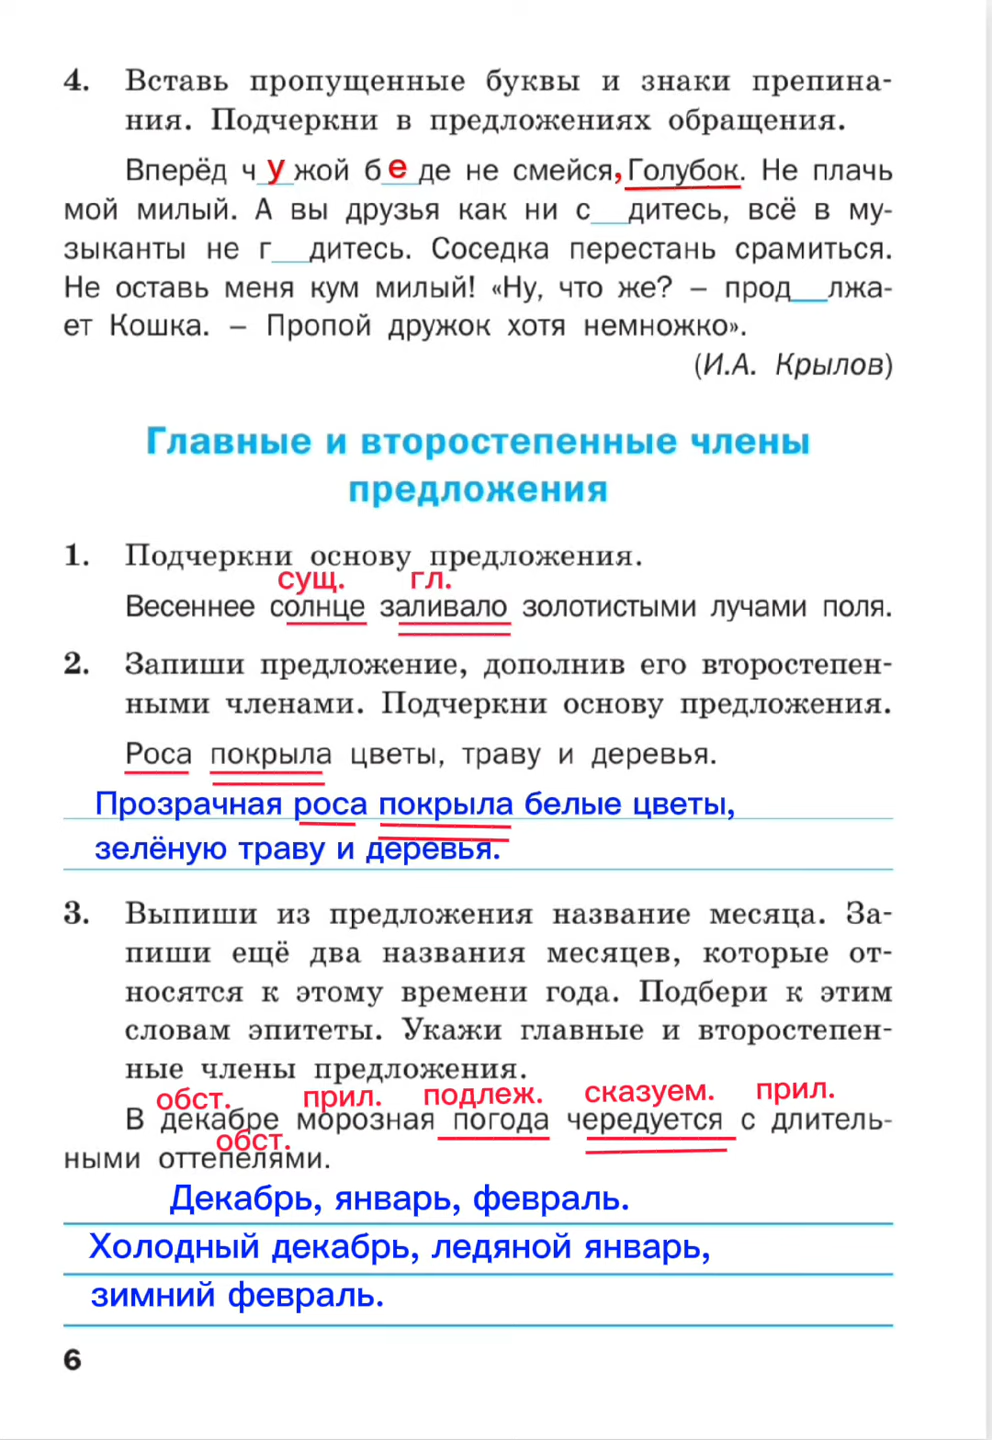 4. Вставь пропущенные буквы и знаки препина-
ния. Подчеркни в предложениях обращения.
Вперёд ч у жой б е де не смейся, Голубок. Не плачь
мой милый. А вы друзья как ни с__дитесь, всё в му-
зыканты не г__дитесь. Соседка перестань срамиться.
Не оставь меня кум милый! «Ну, что же? – прод__лжа-
ет Кошка. – Пропой дружок хотя немножко».
(И.А. Крылов)
Главные и второстепенные члены
предложения
1. Подчеркни основу предложения.
сущ. гл.
Весеннее солнце заливало золотистыми лучами поля.
2. Запиши предложение, дополнив его второстепен-
ными членами. Подчеркни основу предложения.
Роса покрыла цветы, траву и деревья.
Прозрачная роса покрыла белые цветы,
зелёную траву и деревья.
3. Выпиши из предложения название месяца. За-
пиши ещё два названия месяцев, которые от-
носятся к этому времени года. Подбери к этим
словам эпитеты. Укажи главные и второстепен-
ные члены предложения.
обст. прил. подлеж. сказуем. прил.
В декабре морозная погода чередуется с длитель-
обст.
ными оттепелями.
Декабрь, январь, февраль.
Холодный декабрь, ледяной январь,
зимний февраль.
6